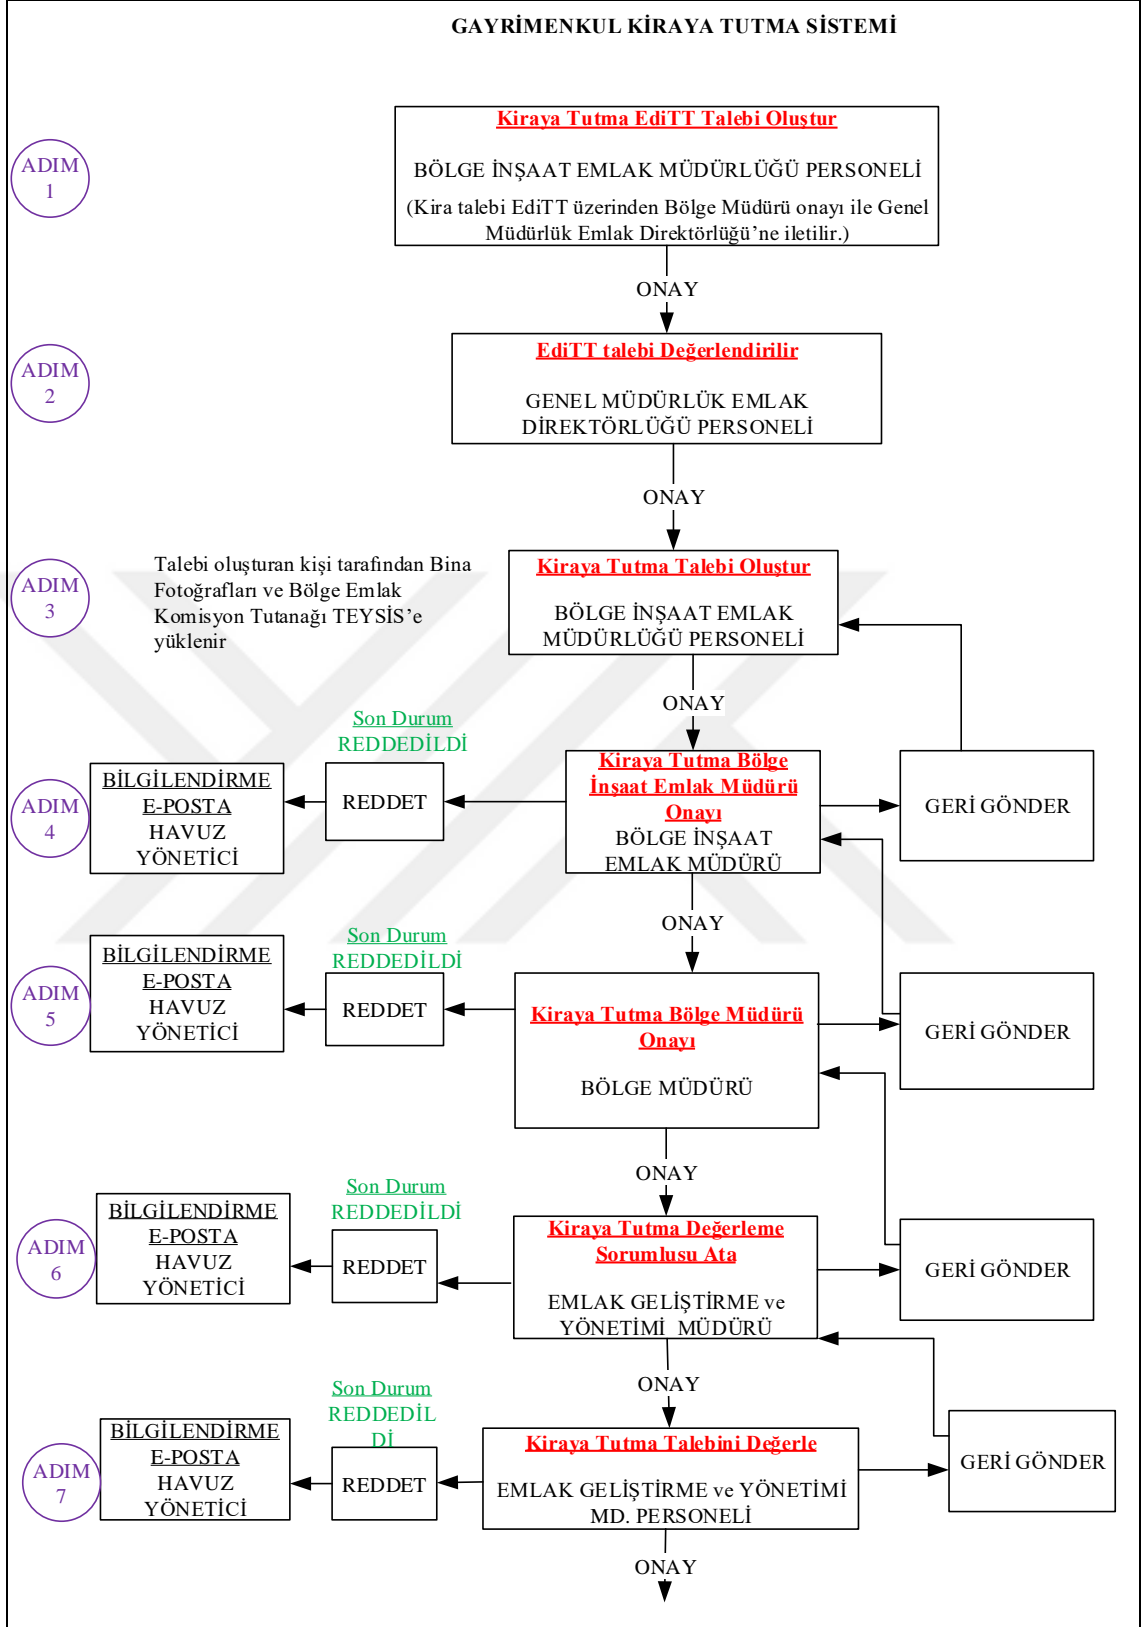 GAYRİMENKUL KİRAYA TUTMA SİSTEMİ
ADIM
1
Kiraya Tutma EdiTT Talebi Oluştur
BÖLGE İNŞAAT EMLAK MÜDÜRLÜĞÜ PERSONELİ
(Kira talebi EdiTT üzerinden Bölge Müdürü onayı ile Genel
Müdürlük Emlak Direktörlüğü'ne iletilir.)
ONAY
ADIM
2
EdiTT talebi Değerlendirilir
GENEL MÜDÜRLÜK EMLAK
DİREKTÖRLÜĞÜ PERSONELİ
ONAY
ADIM
3
Talebi oluşturan kişi tarafından Bina
Fotoğrafları ve Bölge Emlak
Komisyon Tutanağı TEYSİS'e
yüklenir
Kiraya Tutma Talebi Oluştur
BÖLGE İNŞAAT EMLAK
MÜDÜRLÜĞÜ PERSONELİ
ONAY
ADIM
4
BİLGİLENDİRME
E-POSTA
HAVUZ
YÖNETİCİ
Son Durum
REDDEDİLDİ
REDDET
Kiraya Tutma Bölge
İnşaat Emlak Müdürü
Onayı
BÖLGE İNŞAAT
EMLAK MÜDÜRÜ
GERİ GÖNDER
ONAY
ADIM
5
BİLGİLENDİRME
E-POSTA
HAVUZ
YÖNETİCİ
Son Durum
REDDEDİLDİ
REDDET
Kiraya Tutma Bölge Müdürü
Onayı
BÖLGE MÜDÜRÜ
GERİ GÖNDER
ONAY
ADIM
6
BİLGİLENDİRME
E-POSTA
HAVUZ
YÖNETİCİ
Son Durum
REDDEDİLDİ
REDDET
Kiraya Tutma Değerleme
Sorumlusu Ata
EMLAK GELİŞTİRME ve
YÖNETİMİ MÜDÜRÜ
GERİ GÖNDER
ONAY
ADIM
7
BİLGİLENDİRME
E-POSTA
HAVUZ
YÖNETİCİ
Son Durum
REDDEDİL
Dİ
REDDET
Kiraya Tutma Talebini Değerle
EMLAK GELİŞTİRME ve YÖNETİMİ
MD. PERSONELİ
GERİ GÖNDER
ONAY